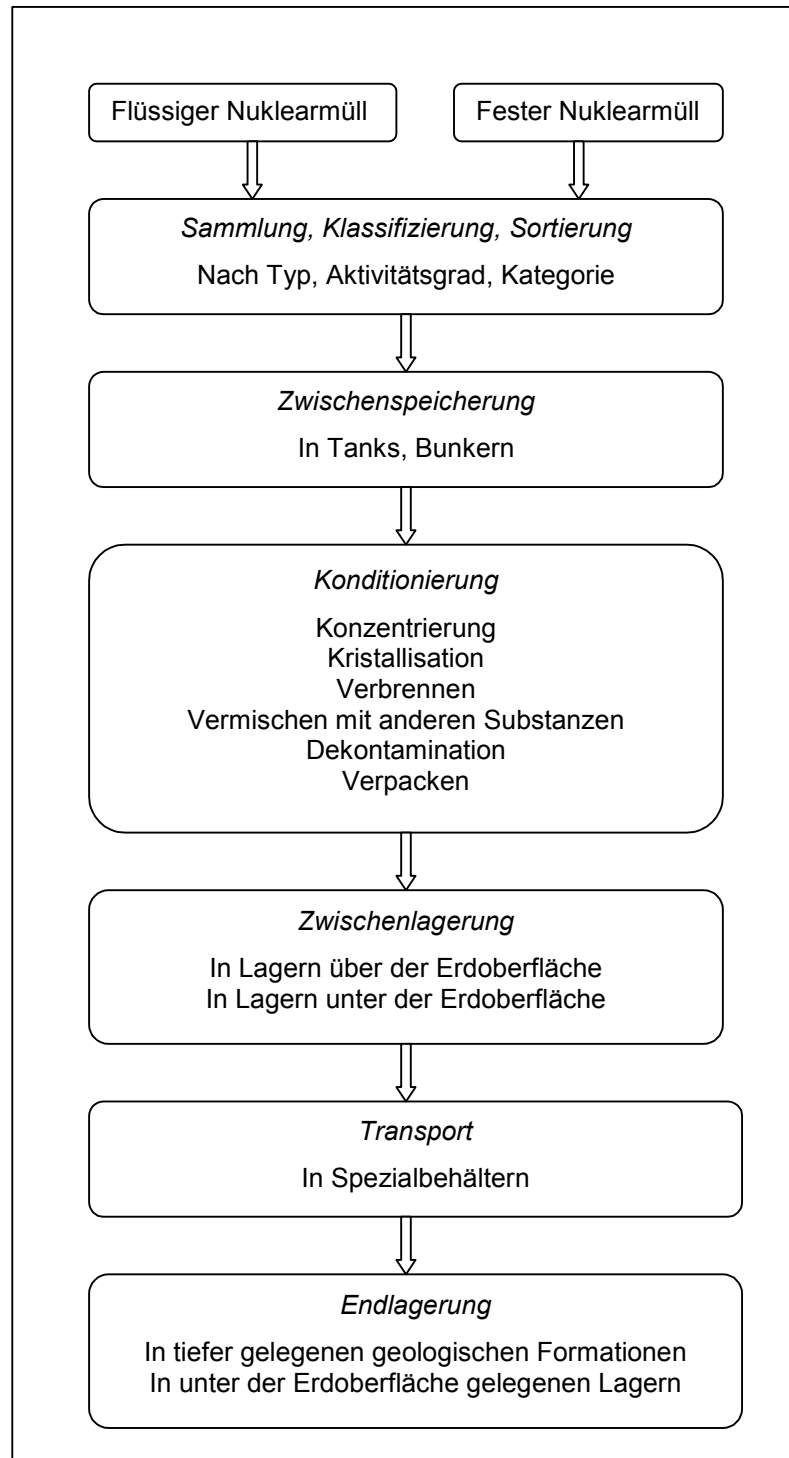 Flüssiger Nuklearmüll
Fester Nuklearmüll
Sammlung, Klassifizierung, Sortierung
Nach Typ, Aktivitätsgrad, Kategorie
Zwischenspeicherung
In Tanks, Bunkern
Konditionierung
Konzentrierung
Kristallisation
Verbrennen
Vermischen mit anderen Substanzen
Dekontamination
Verpacken
Zwischenlagerung
In Lagern über der Erdoberfläche
In Lagern unter der Erdoberfläche
Transport
In Spezialbehältern
Endlagerung
In tiefer gelegenen geologischen Formationen
In unter der Erdoberfläche gelegenen Lagern